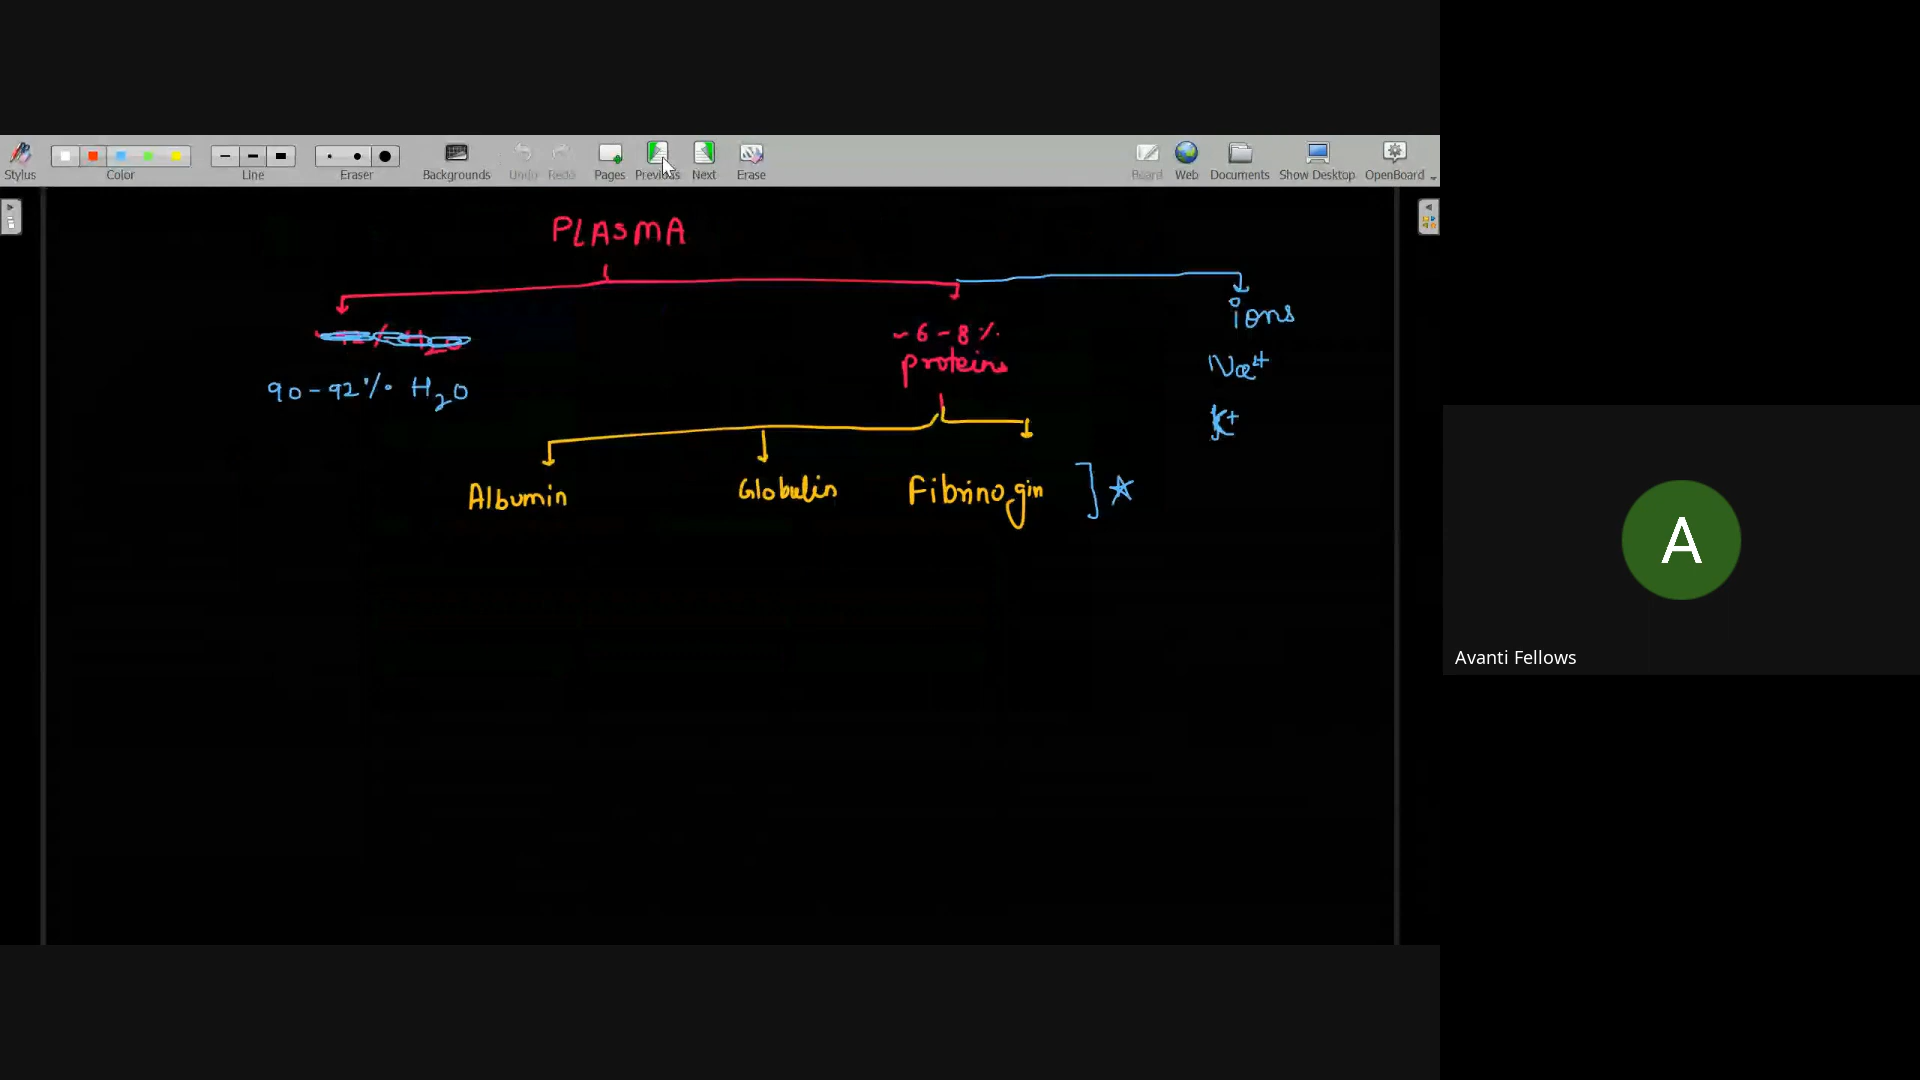 Stylus
Color
Line
Eraser
Backgrounds
Undo
Redo
Pages
Previous
Next
Erase
Board
Web
Documents
Show Desktop
OpenBoard
PLASMA
90-92% H2O
~6-8%
proteins
ions
Na+
K+
Albumin
Globulin
Fibrinogin
A
Avanti Fellows